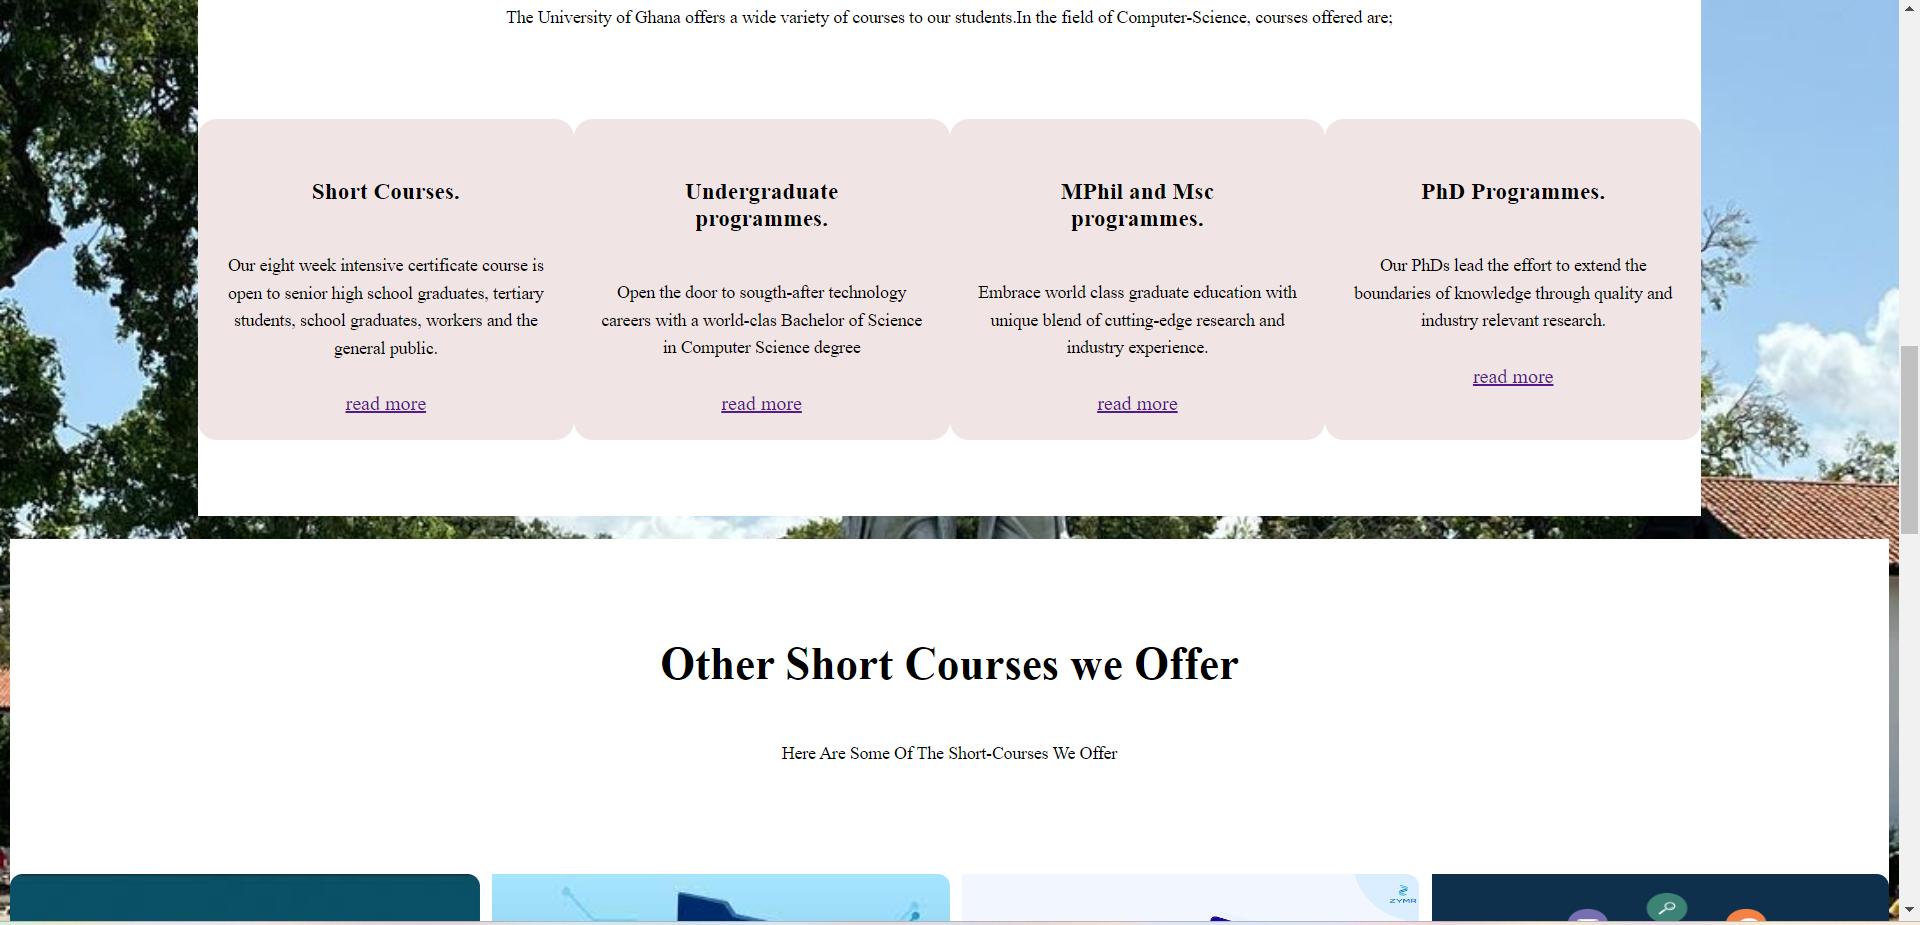 The University of Ghana offers a wide variety of courses to our students.In the field of Computer-Science, courses offered are;
Short Courses.
Our eight week intensive certificate course is
open to senior high school graduates, tertiary
students, school graduates, workers and the
general public.
read more
Undergraduate
programmes.
Open the door to sougth-after technology
careers with a world-clas Bachelor of Science
in Computer Science degree
read more
MPhil and Msc
programmes.
Embrace world class graduate education with
unique blend of cutting-edge research and
industry experience.
read more
PhD Programmes.
Our PhDs lead the effort to extend the
boundaries of knowledge through quality and
industry relevant research.
read more
Other Short Courses we Offer
Here Are Some Of The Short-Courses We Offer
ZYMR